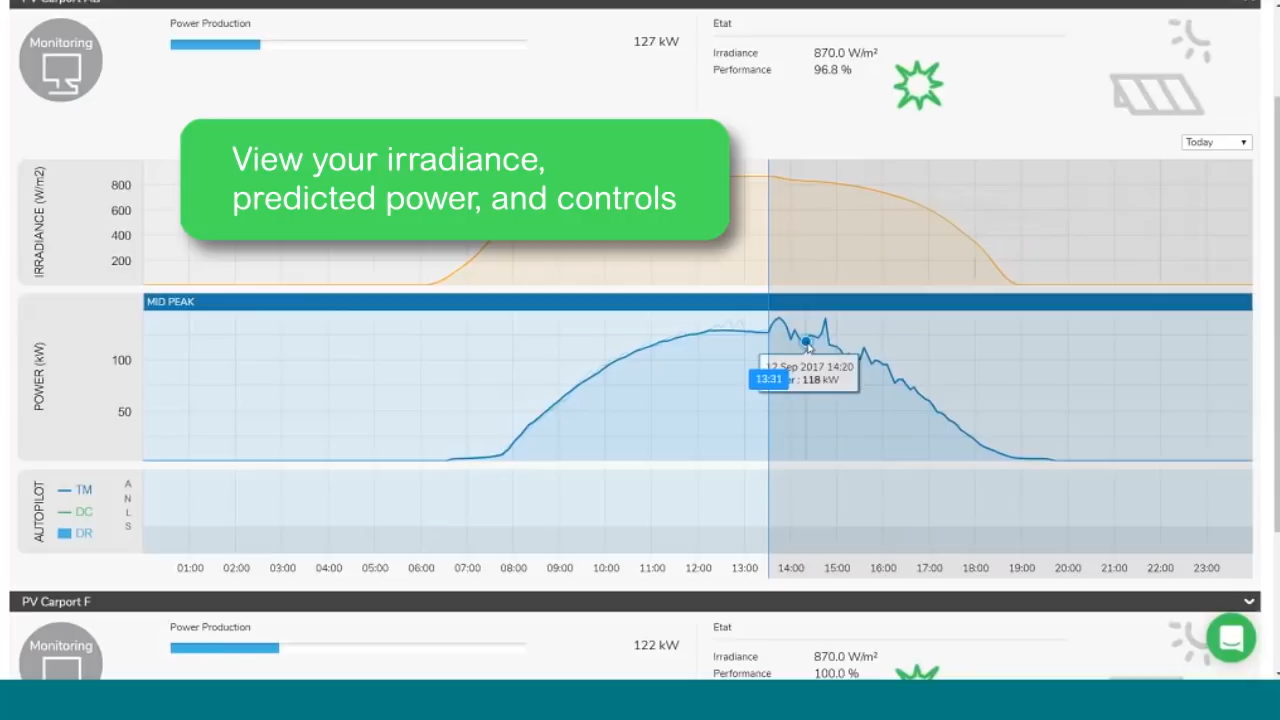 PV Carport
Monitoring
Power Production
127 kW
Etat
Irradiance 870.0 W/m²
Performance 96.8 %
Today
View your irradiance,
predicted power, and controls
IRRADIANCE (W/m2)
800
600
400
200
MID PEAK
POWER (kW)
100
50
12 Sep 2017 14:20
13:31
: 118 kW
AUTOPILOT
TM
DC
DR
A
N
L
S
01:00 02:00 03:00 04:00 05:00 06:00 07:00 08:00 09:00 10:00 11:00 12:00 13:00 14:00 15:00 16:00 17:00 18:00 19:00 20:00 21:00 22:00 23:00
PV Carport F
Monitoring
Power Production
122 kW
Etat
Irradiance 870.0 W/m²
Performance 100.0 %